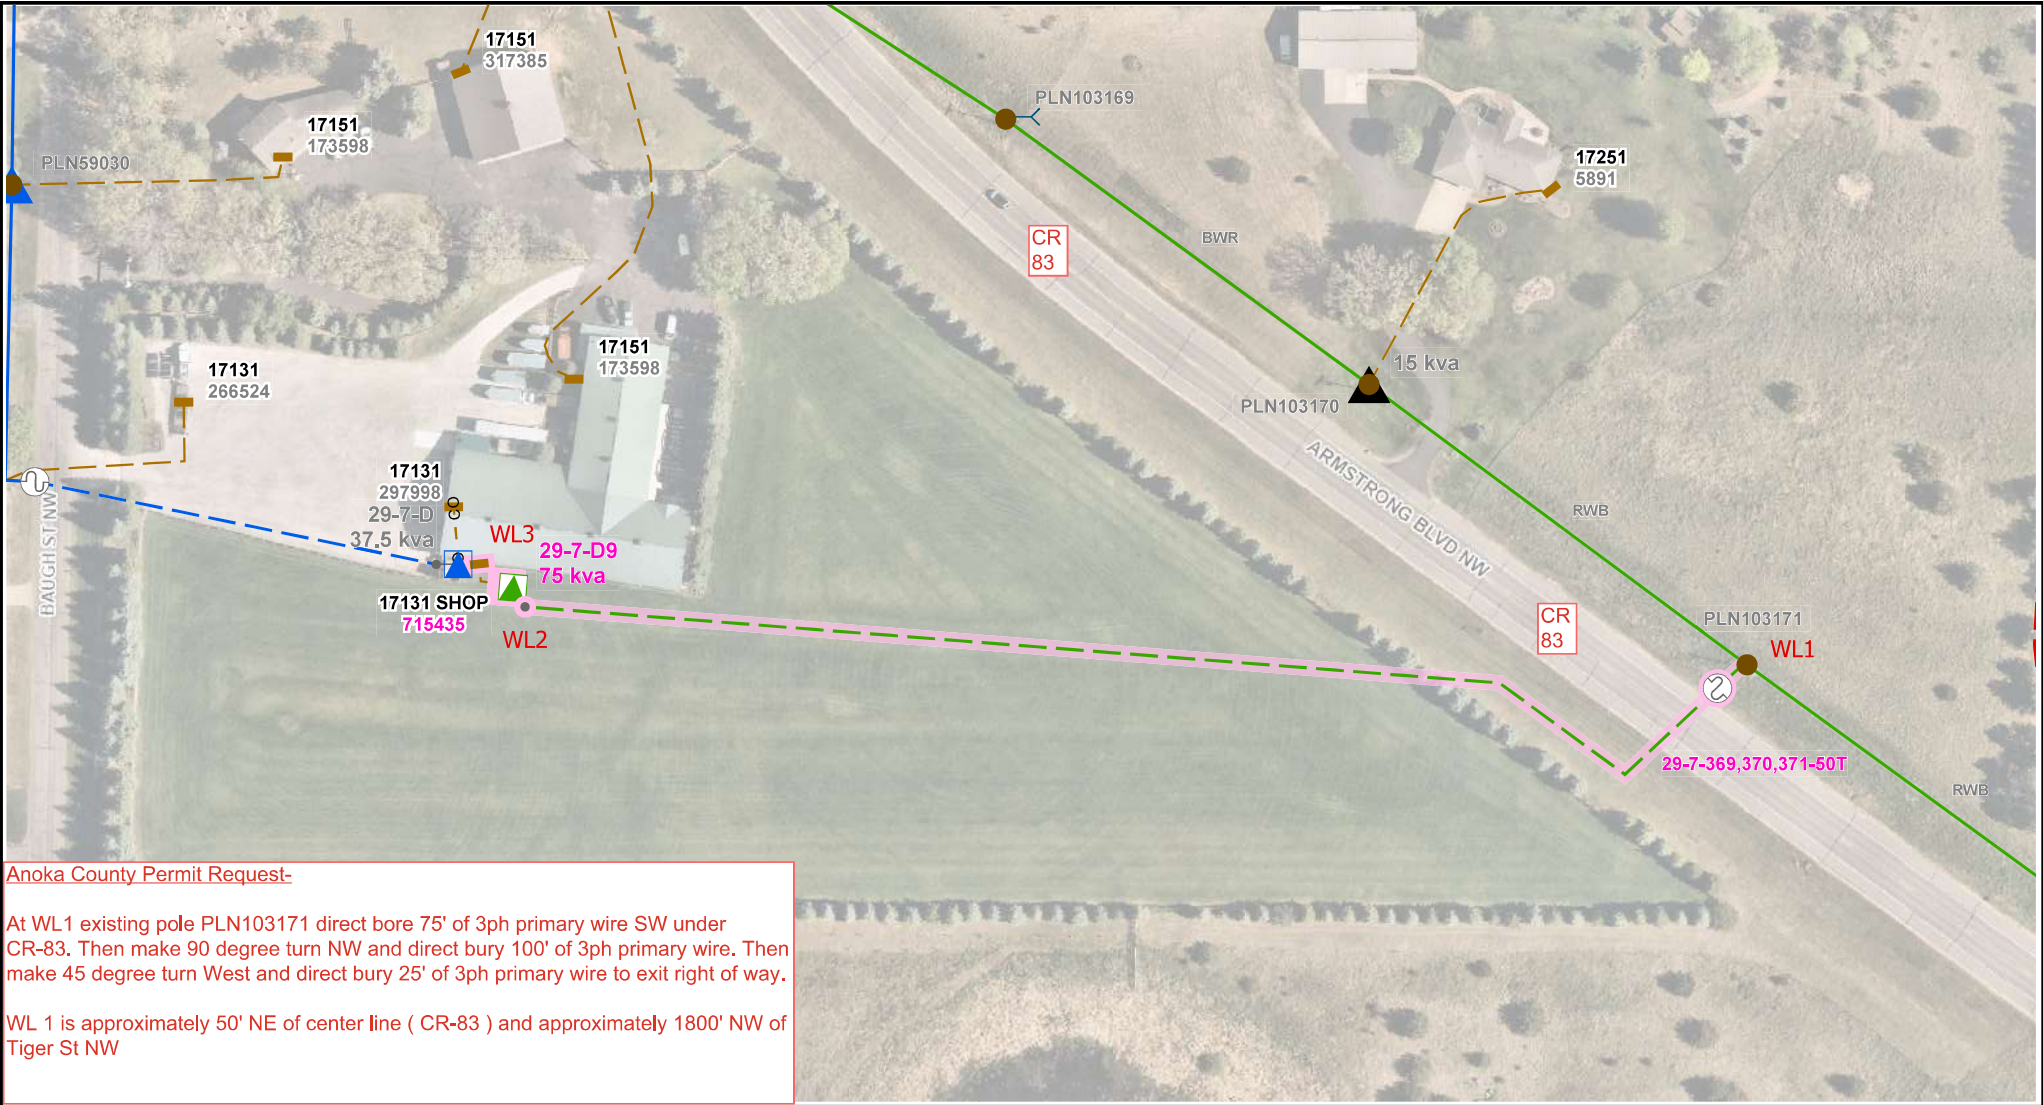 17151
317385
PLN103169
17151
173598
PLN59030
17251
5891
CR
83
BWR
17151
173598
15 kva
17131
266524
PLN103170
ARMSTRONG BLVD NW
17131
297998
29-7-D
37.5 kva
WL3
29-7-D9
75 kva
RWB
BAUGH ST NW
17131 SHOP
715435
WL2
CR
83
PLN103171
WL1
29-7-369,370,371-50T
RWB
Anoka County Permit Request-
At WL1 existing pole PLN103171 direct bore 75' of 3ph primary wire SW under
CR-83. Then make 90 degree turn NW and direct bury 100' of 3ph primary wire. Then
make 45 degree turn West and direct bury 25' of 3ph primary wire to exit right of way.
WL 1 is approximately 50' NE of center line ( CR-83 ) and approximately 1800' NW of
Tiger St NW